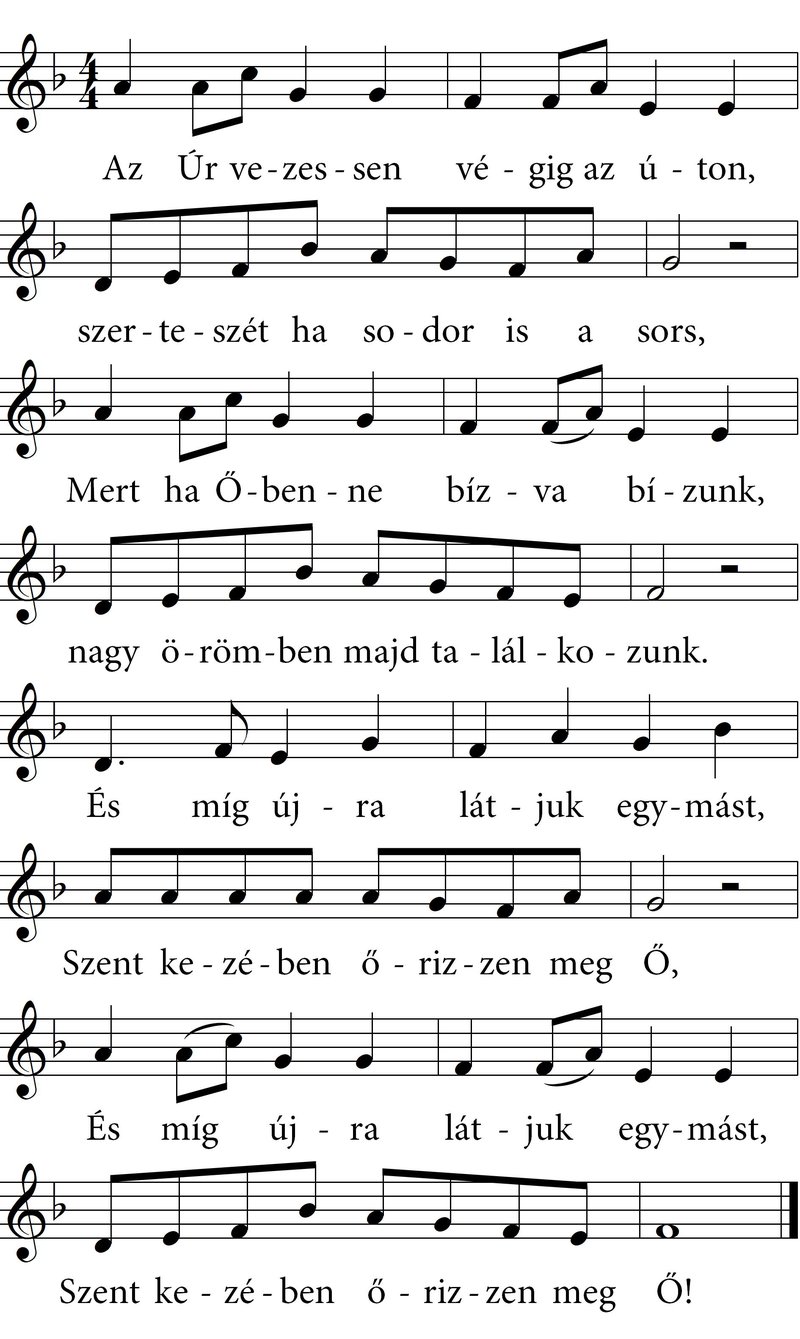 4
4
Az Úr ve-zes-sen vé - gig az ú - ton,
szer-te-szét ha so-dor is a sors,
Mert ha Ő-ben-ne bíz - va bí-zunk,
nagy ö-röm-ben majd ta - lál - ko - zunk.
És míg új - ra lát - juk egy-mást,
Szent ke - zé-ben ő - riz-zen meg Ő,
És míg új - ra lát - juk egy-mást,
Szent ke - zé-ben ő - riz-zen meg Ő!